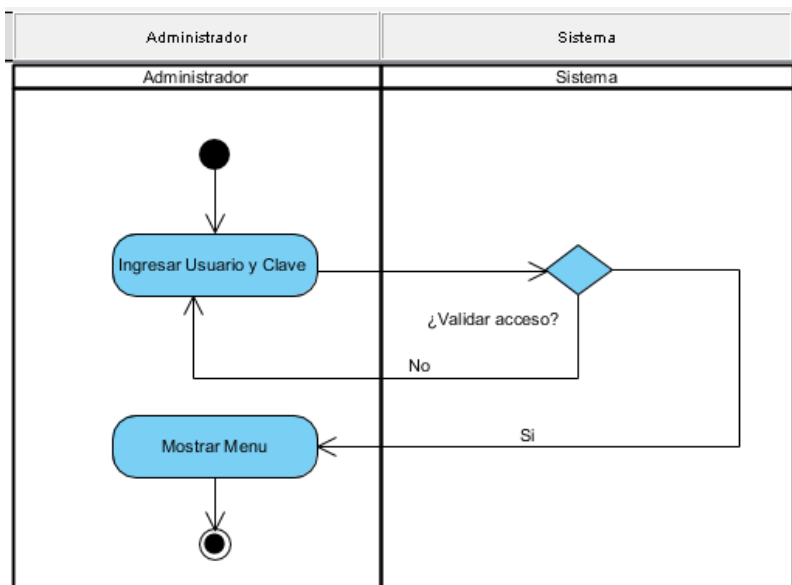 Administrador
Sistema
Administrador
Sistema
Ingresar Usuario y Clave
¿Validar acceso?
No
Si
Mostrar Menu